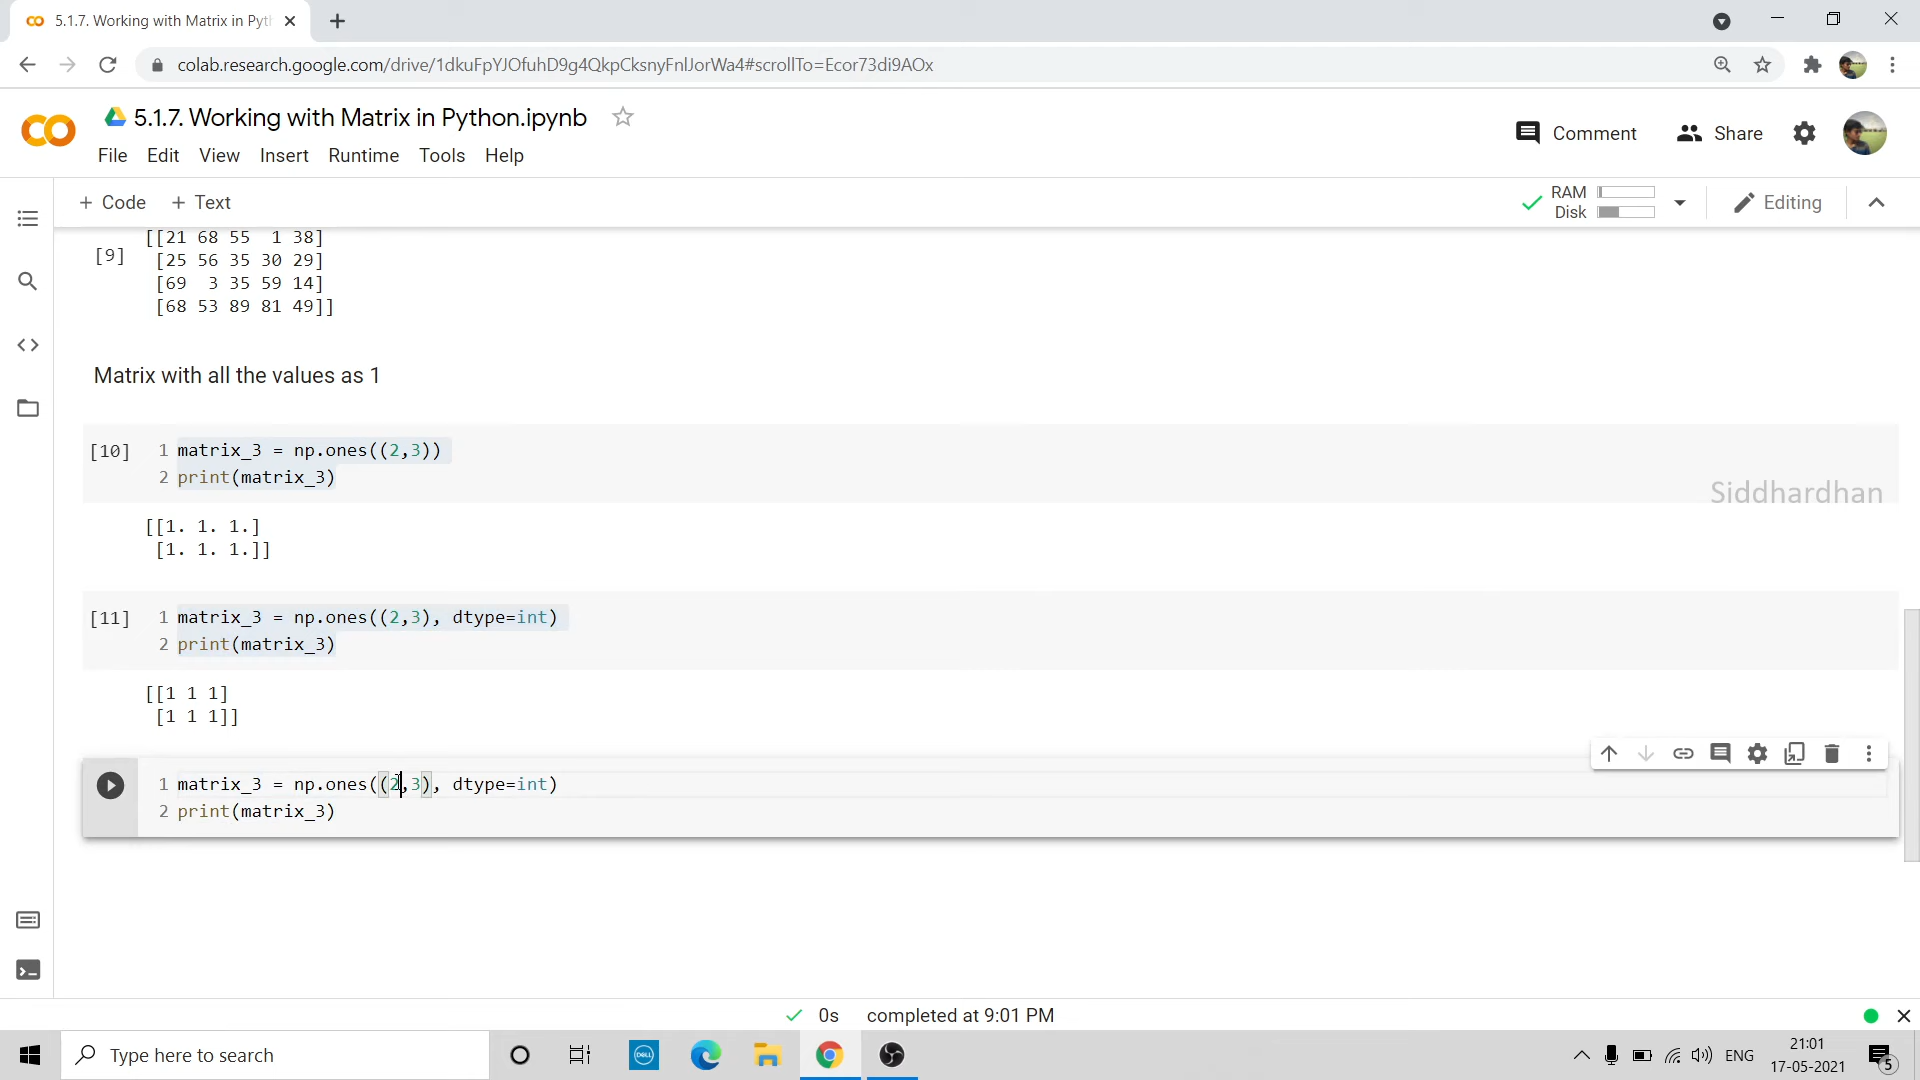 5.1.7. Working with Matrix in Pyth
colab.research.google.com/drive/1dkuFpYJOfuhD9g4QkpCksnyFnlJorWa4#scrollTo=Ecor73di9AOx
5.1.7. Working with Matrix in Python.ipynb
Comment
Share
File Edit View Insert Runtime Tools Help
+ Code
+ Text
RAM
Disk
Editing
[9]
[[21 68 55  1 38]
[25 56 35 30 29]
[69  3 35 59 14]
[68 53 89 81 49]]
Matrix with all the values as 1
[10]
1 matrix_3 = np.ones((2,3))
2 print(matrix_3)
Siddhardhan
[[1. 1. 1.]
[1. 1. 1.]]
[11]
1 matrix_3 = np.ones((2,3), dtype=int)
2 print(matrix_3)
[[1 1 1]
[1 1 1]]
1 matrix_3 = np.ones((2,3), dtype=int)
2 print(matrix_3)
0s completed at 9:01 PM
Type here to search
DELL
ENG
21:01
17-05-2021
5